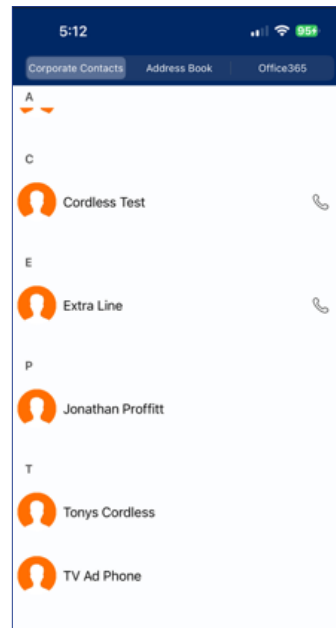 5:12
95
Corporate Contacts Address Book Office365
A
C
Cordless Test
E
Extra Line
P
Jonathan Proffitt
T
Tonys Cordless
TV Ad Phone